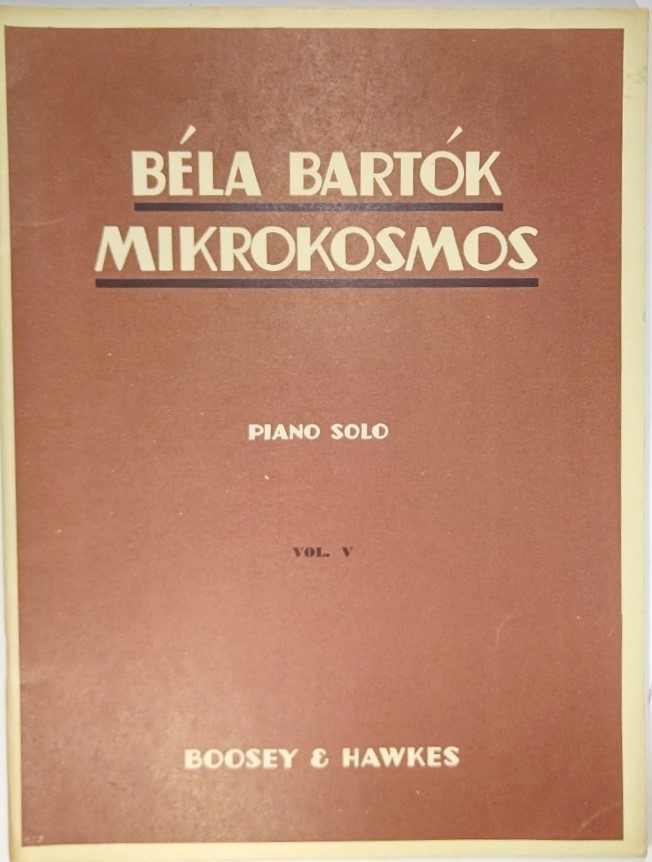 BÉLA BARTÓK
MIKROKOSMOS
PIANO SOLO
VOL. V
BOOSEY & HAWKES